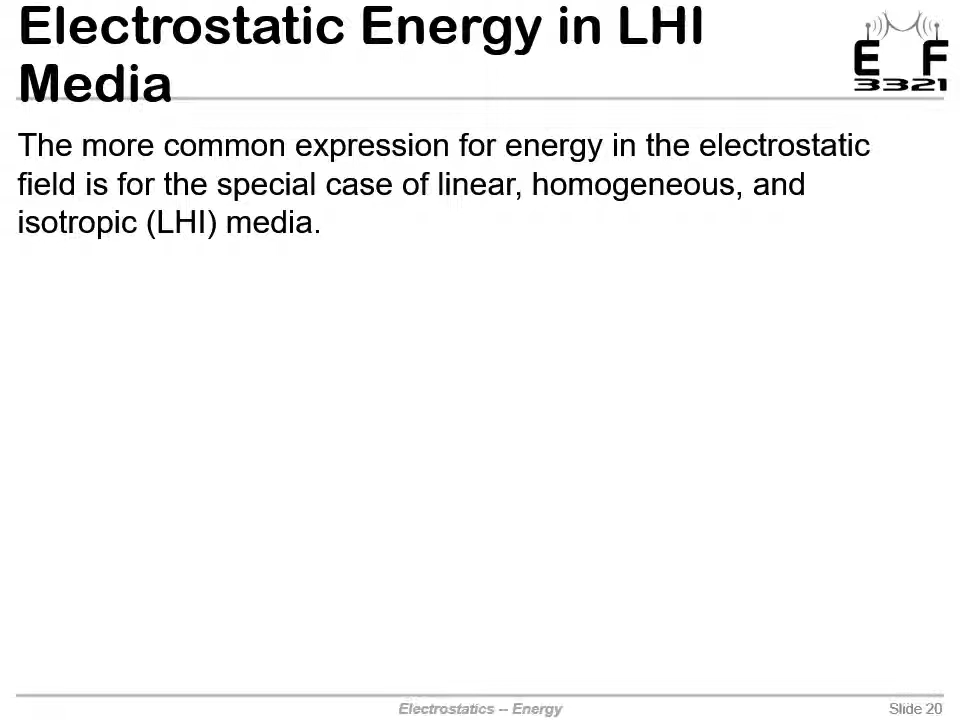 Electrostatic Energy in LHI
Media
E F
3321
The more common expression for energy in the electrostatic
field is for the special case of linear, homogeneous, and
isotropic (LHI) media.
Electrostatics -- Energy
Slide 20